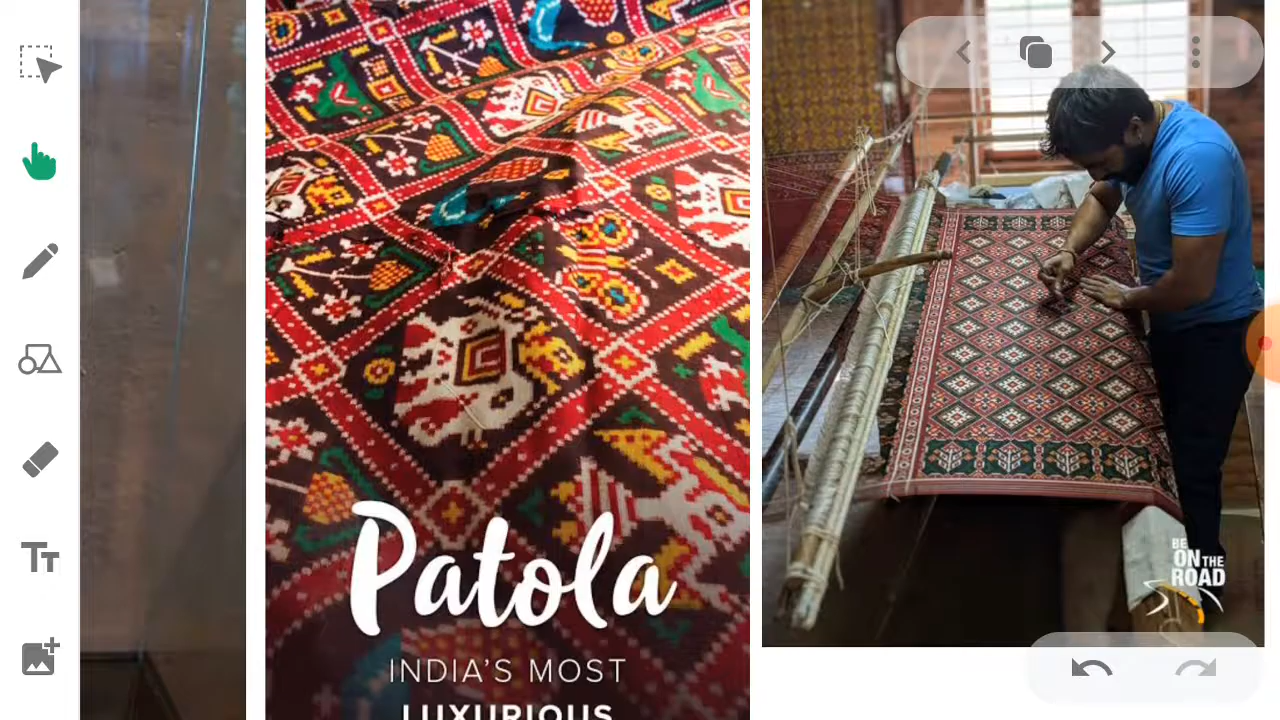 Patola
INDIA'S MOST
LUXURIOUS
BE
ON THE
ROAD